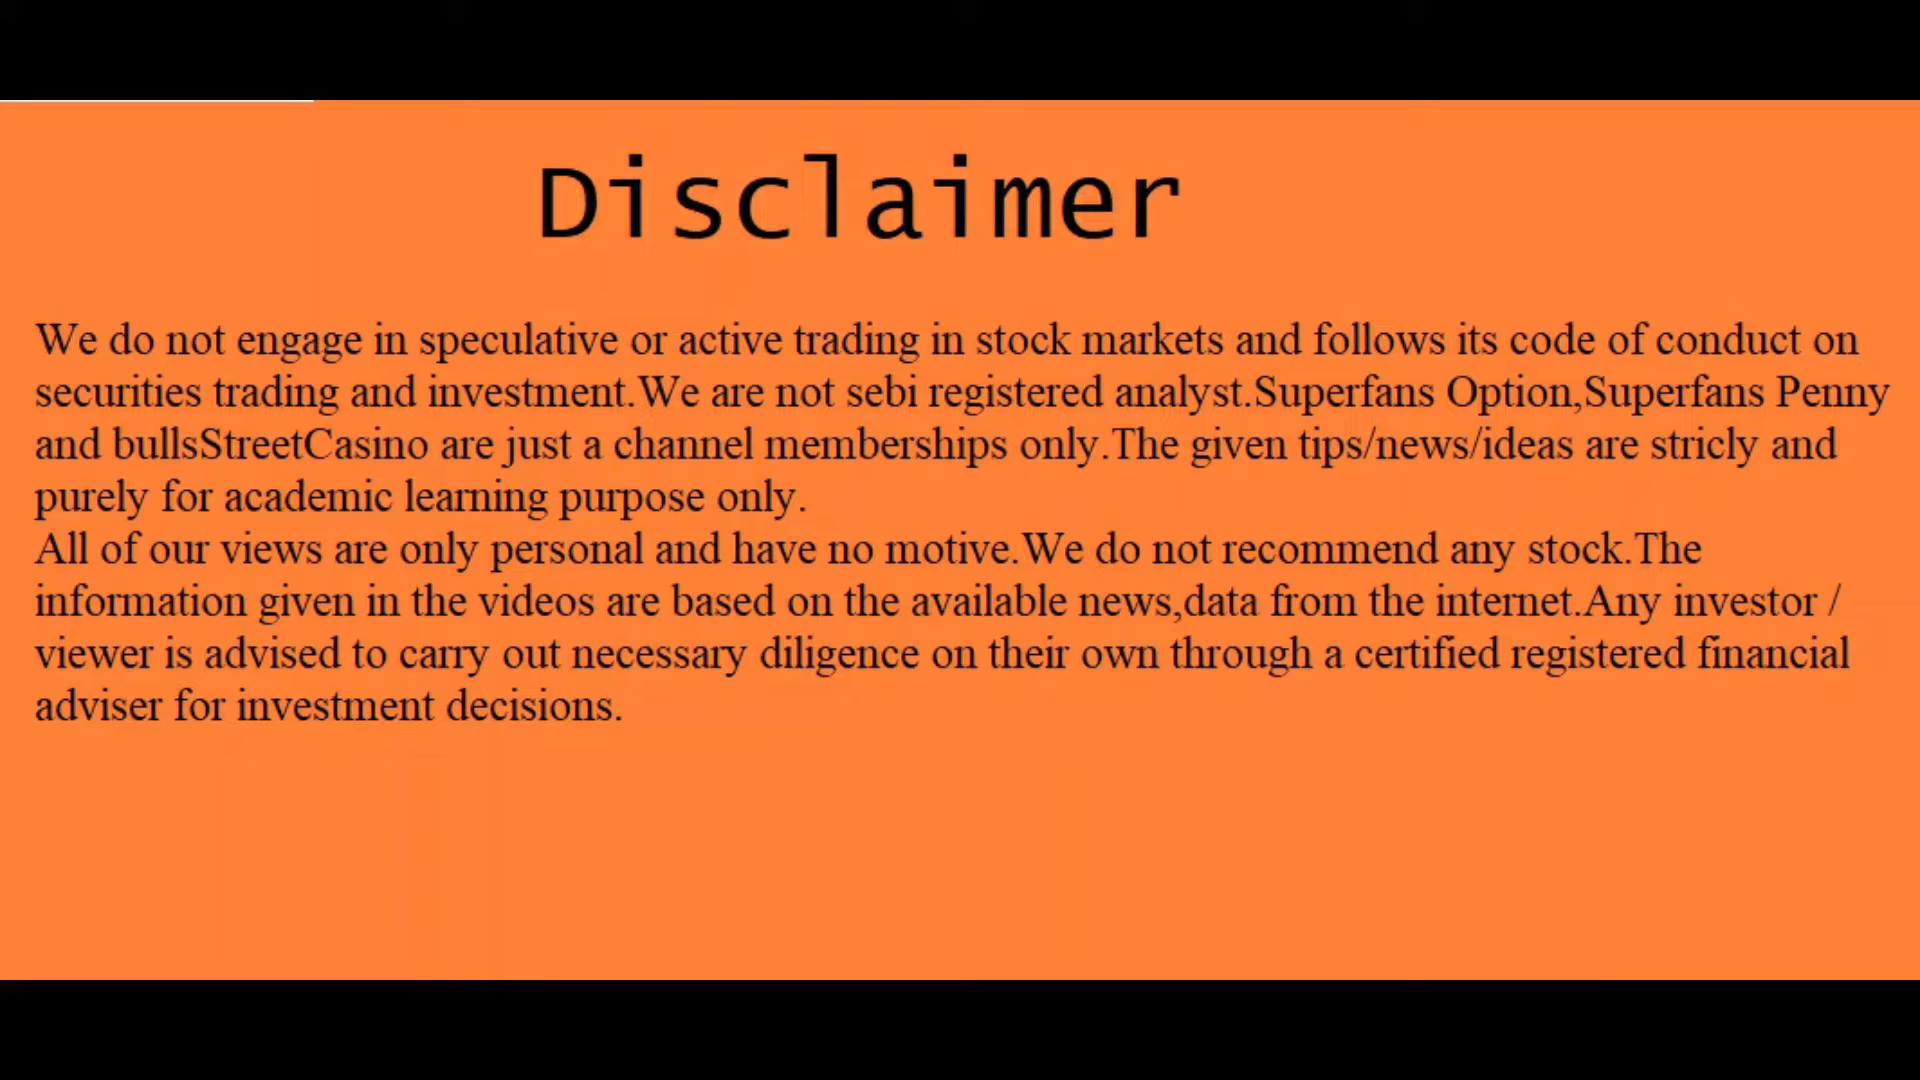 Disclaimer
We do not engage in speculative or active trading in stock markets and follows its code of conduct on
securities trading and investment.We are not sebi registered analyst.Superfans Option,Superfans Penny
and bullsStreetCasino are just a channel memberships only.The given tips/news/ideas are stricly and
purely for academic learning purpose only.
All of our views are only personal and have no motive.We do not recommend any stock.The
information given in the videos are based on the available news,data from the internet.Any investor /
viewer is advised to carry out necessary diligence on their own through a certified registered financial
adviser for investment decisions.